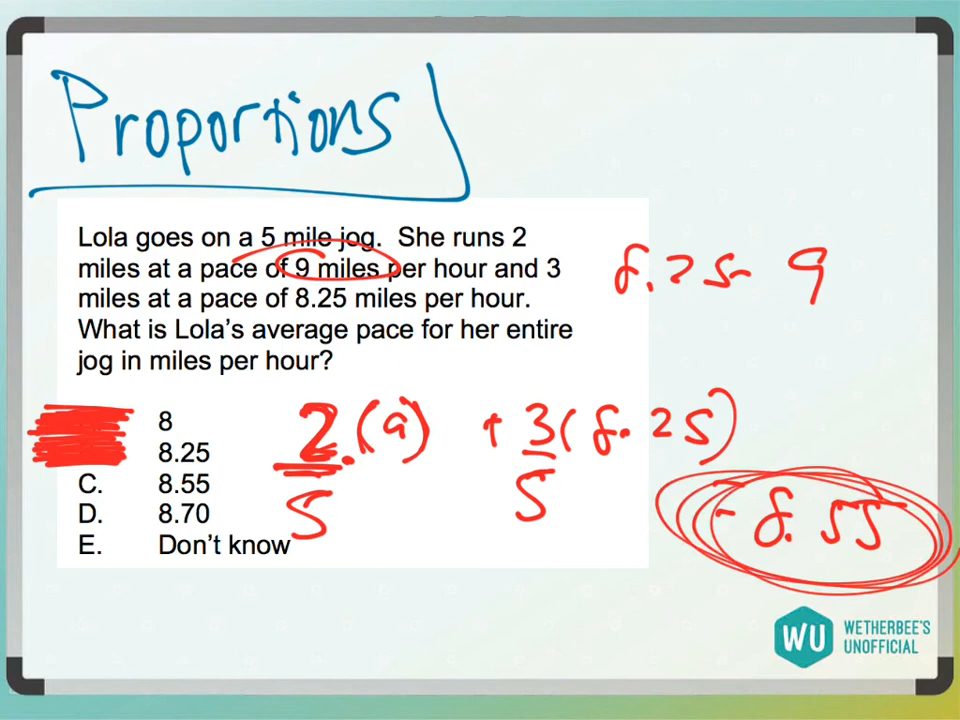 Proportions
Lola goes on a 5 mile jog. She runs 2
miles at a pace of 9 miles per hour and 3
miles at a pace of 8.25 miles per hour.
What is Lola's average pace for her entire
jog in miles per hour?
8.25 - 9
8
8.25
C. 8.55
D. 8.70
E. Don't know
2/5 · (9) + 3/5 (8.25)
= 8.55
WU WETHERBEE'S
UNOFFICIAL